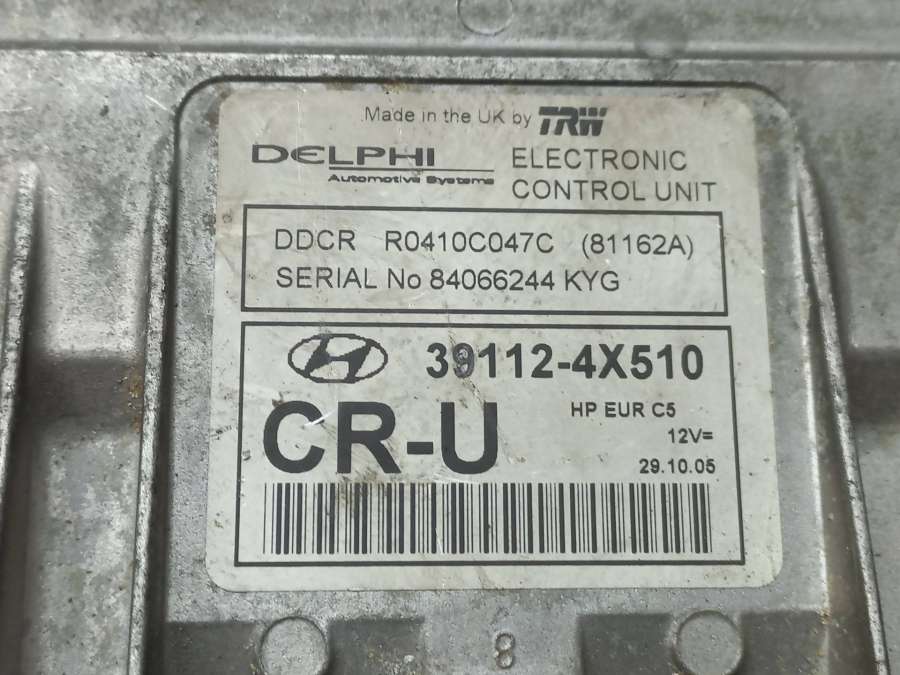 Made in the UK by TRW
DELPHI
Automotive Systems
ELECTRONIC
CONTROL UNIT
DDCR R0410C047C (81162A)
SERIAL No 84066244 KYG
39112-4X510
CR-U
HP EUR C5
12V=
29.10.05
8